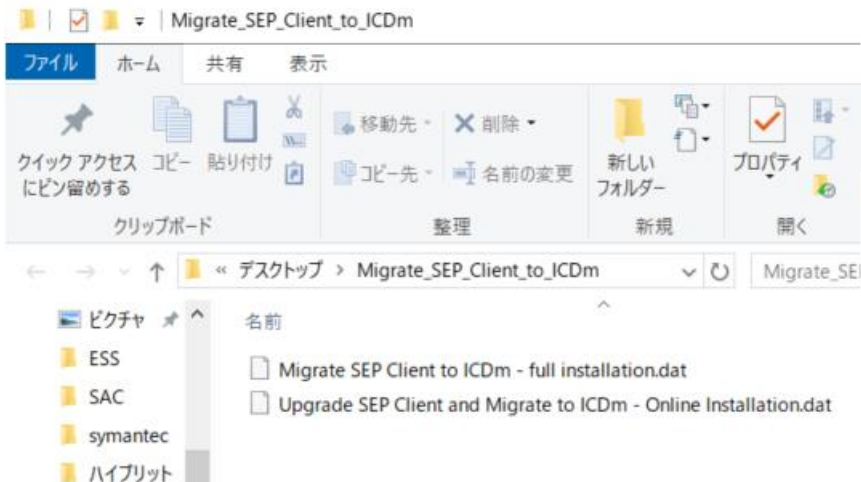 Migrate_SEP_Client_to_ICDm
ファイル ホーム 共有 表示
クイック アクセス
にピン留めする
コピー
貼り付け
移動先
コピー先
削除
名前の変更
新しい
フォルダー
プロパティ
クリップボード 整理 新規 開く
« デスクトップ > Migrate_SEP_Client_to_ICDm
Migrate_SE
ピクチャ
名前
ESS
Migrate SEP Client to ICDm - full installation.dat
SAC
Upgrade SEP Client and Migrate to ICDm - Online Installation.dat
symantec
ハイブリット